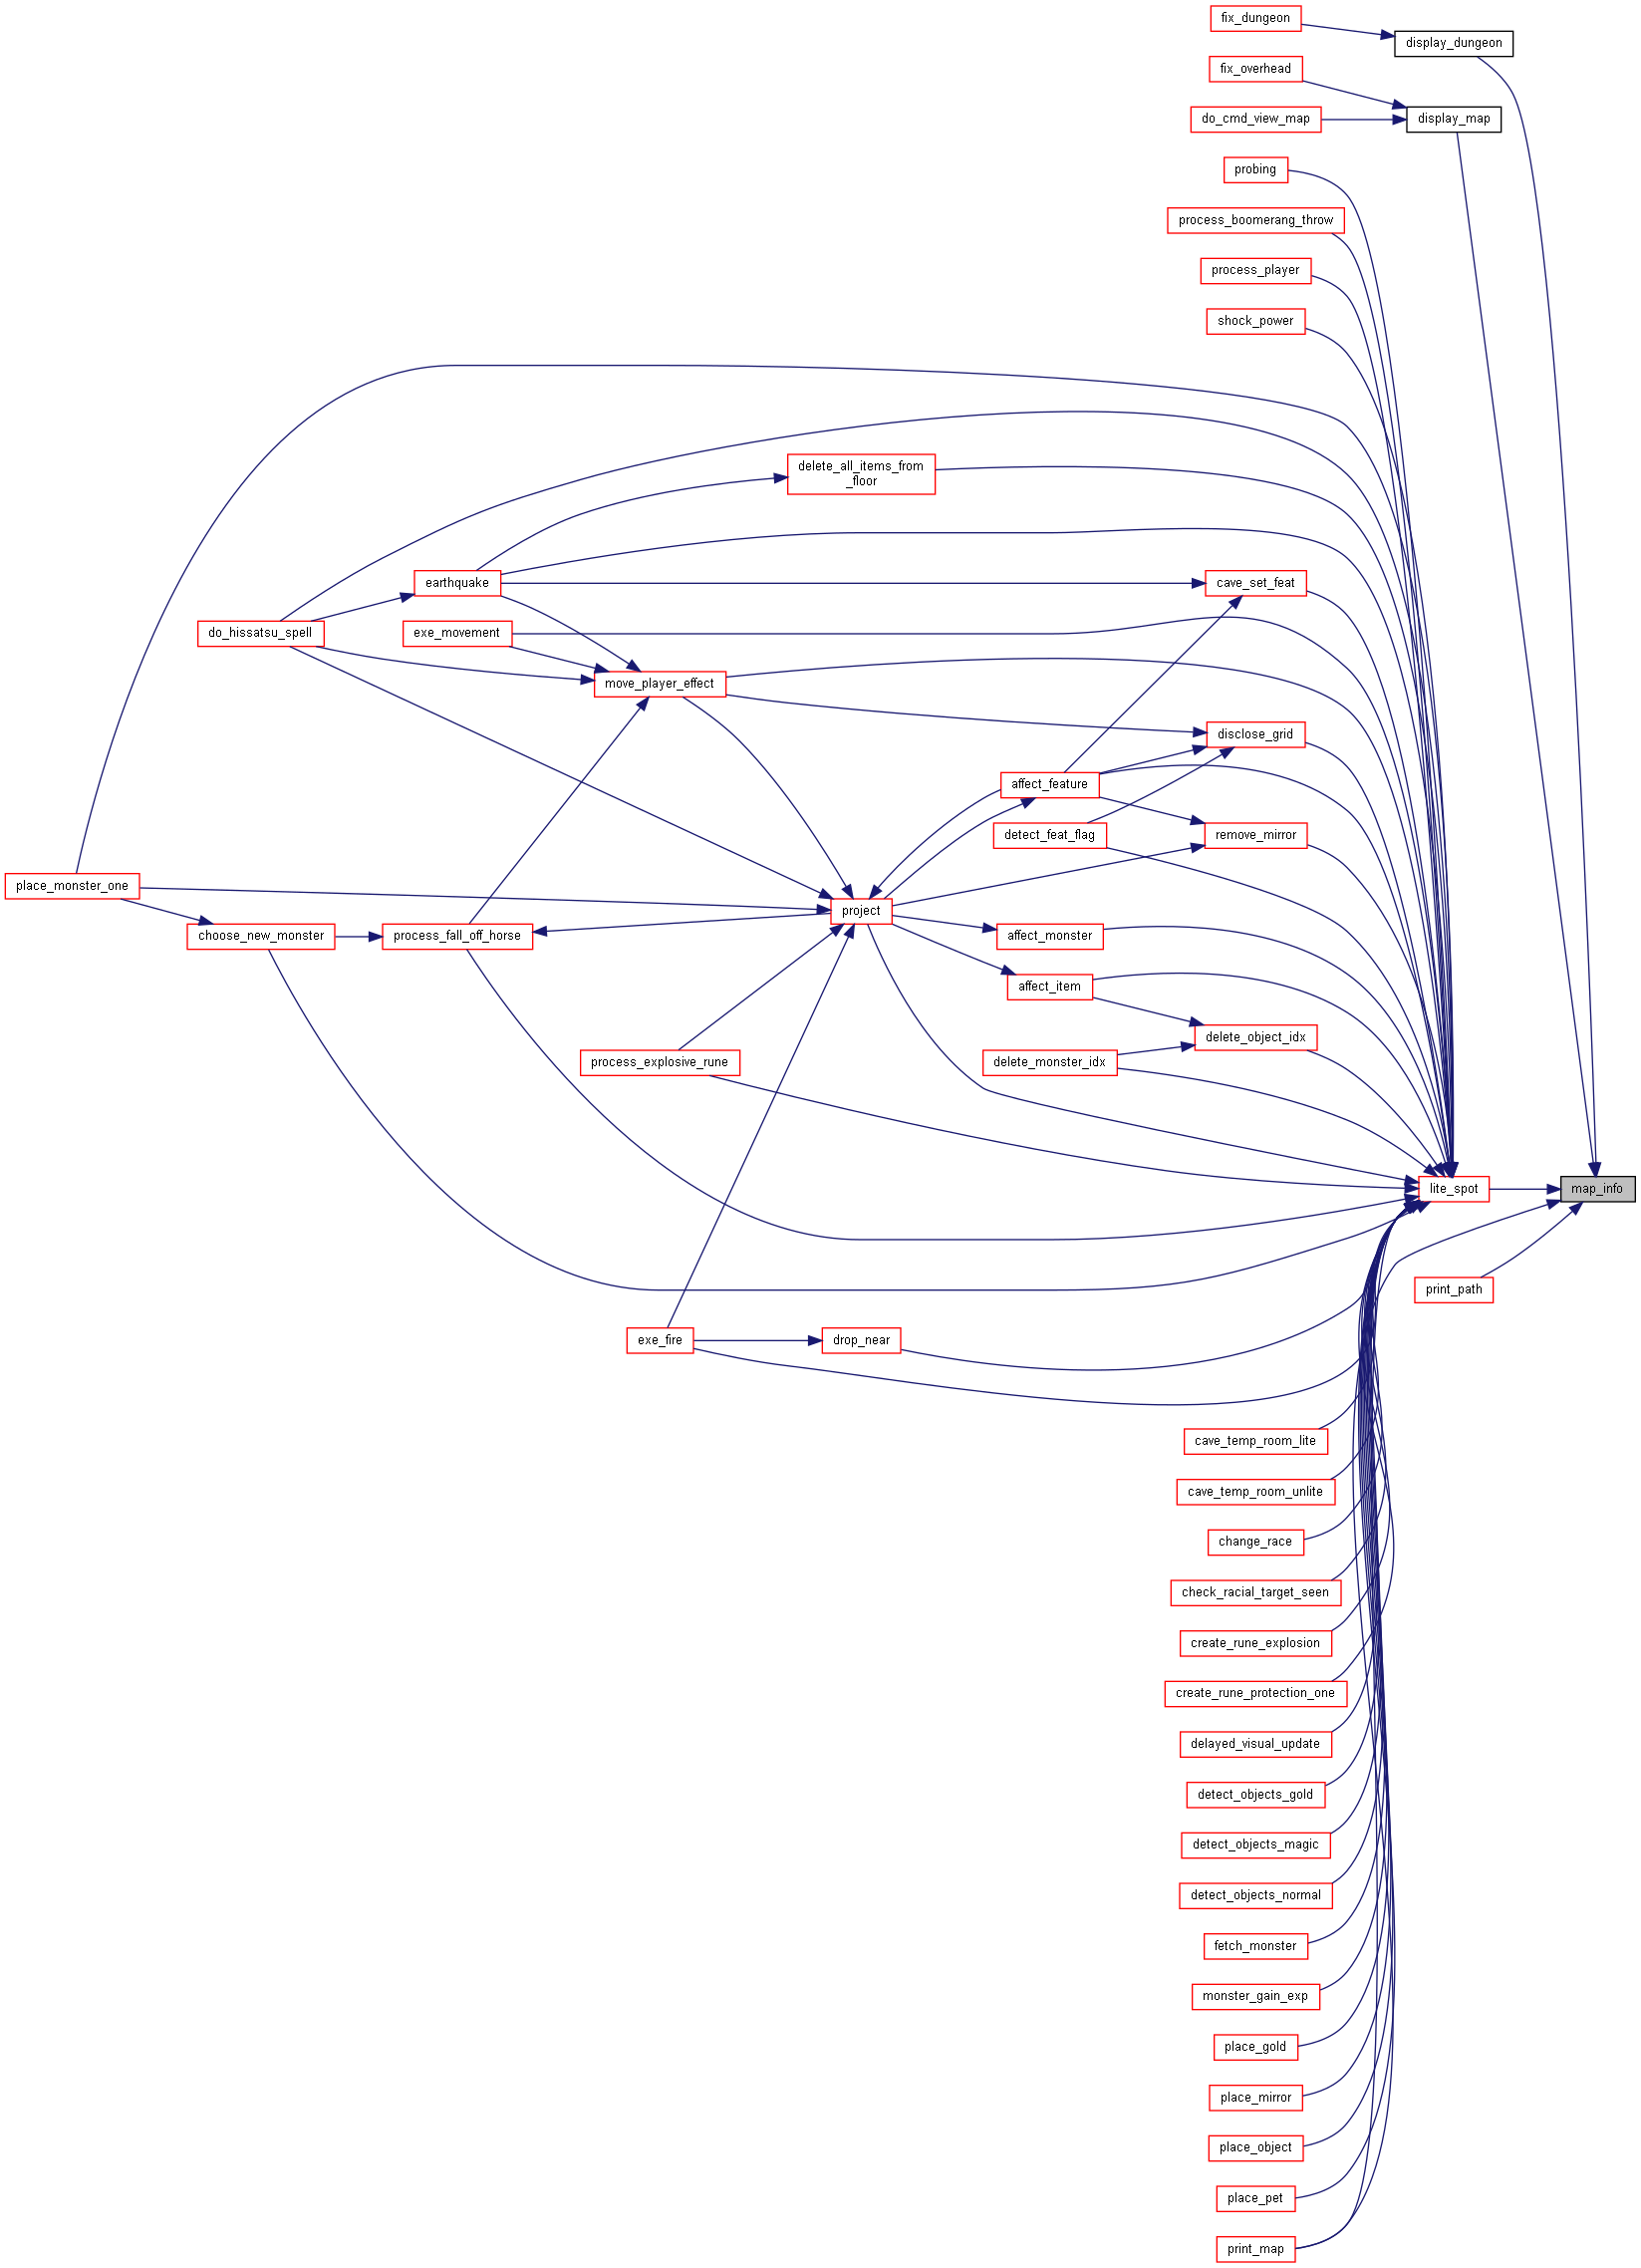 fix_dungeon
display_dungeon
fix_overhead
do_cmd_view_map
display_map
probing
process_boomerang_throw
process_player
shock_power
delete_all_items_from
_floor
earthquake
cave_set_feat
do_hissatsu_spell
exe_movement
move_player_effect
disclose_grid
affect_feature
detect_feat_flag
remove_mirror
place_monster_one
project
choose_new_monster
process_fall_off_horse
affect_monster
affect_item
delete_object_idx
process_explosive_rune
delete_monster_idx
lite_spot
map_info
print_path
exe_fire
drop_near
cave_temp_room_lite
cave_temp_room_unlite
change_race
check_racial_target_seen
create_rune_explosion
create_rune_protection_one
delayed_visual_update
detect_objects_gold
detect_objects_magic
detect_objects_normal
fetch_monster
monster_gain_exp
place_gold
place_mirror
place_object
place_pet
print_map